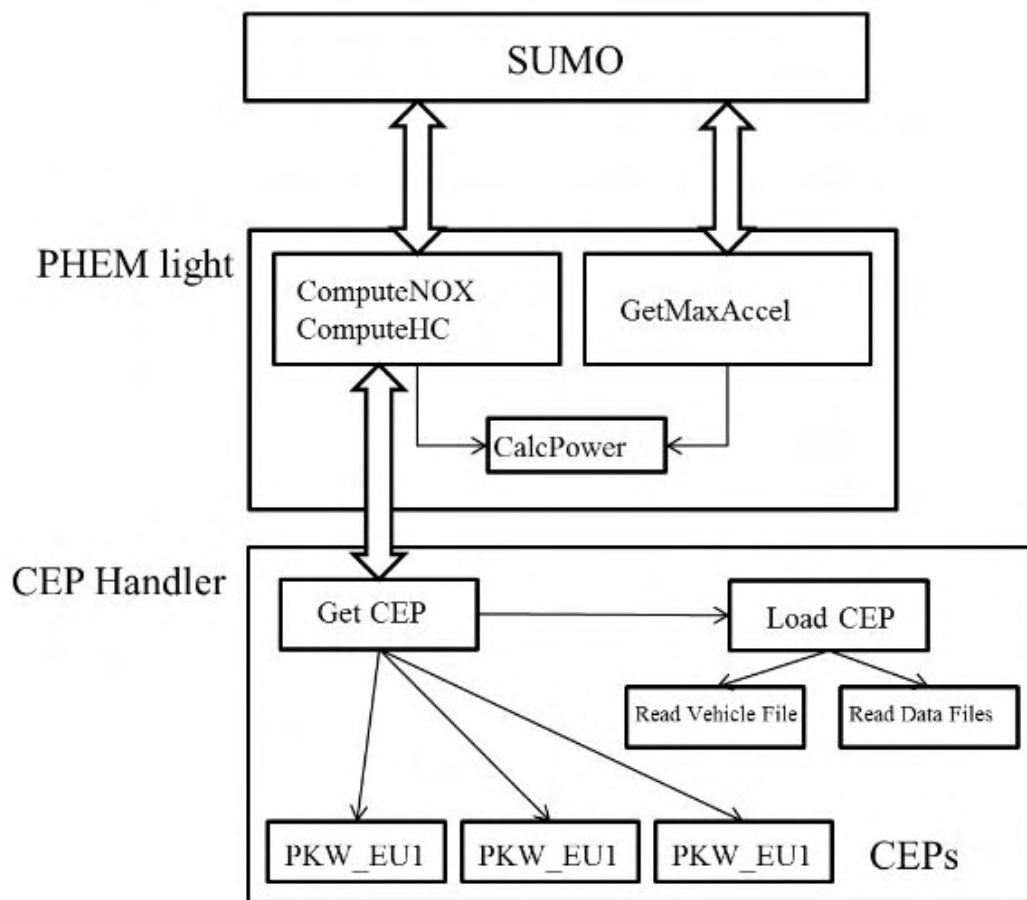 SUMO
PHEM light
ComputeNOX
ComputeHC
GetMaxAccel
CalcPower
CEP Handler
Get CEP
Load CEP
Read Vehicle File
Read Data Files
PKW_EU1
PKW_EU1
PKW_EU1
CEPs